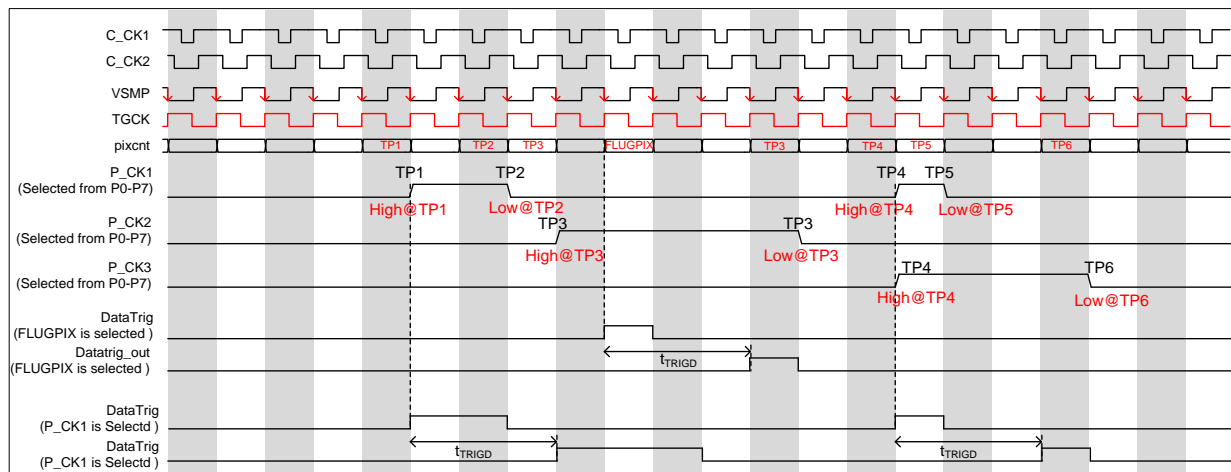 C_CK1
C_CK2
VSMP
TGCK
pixcnt TP1 TP2 TP3 FLUGPIX TP3 TP4 TP5 TP6
P_CK1
(Selected from P0-P7)
TP1 TP2 TP4 TP5
High@TP1 Low@TP2 High@TP4 Low@TP5
P_CK2
(Selected from P0-P7)
TP3 TP3
High@TP3 Low@TP3
P_CK3
(Selected from P0-P7)
TP4 TP6
High@TP4 Low@TP6
DataTrig
(FLUGPIX is selected )
Datatrig_out
(FLUGPIX is selected )
tTRIGD
DataTrig
(P_CK1 is Selectd )
DataTrig
(P_CK1 is Selectd )
tTRIGD tTRIGD